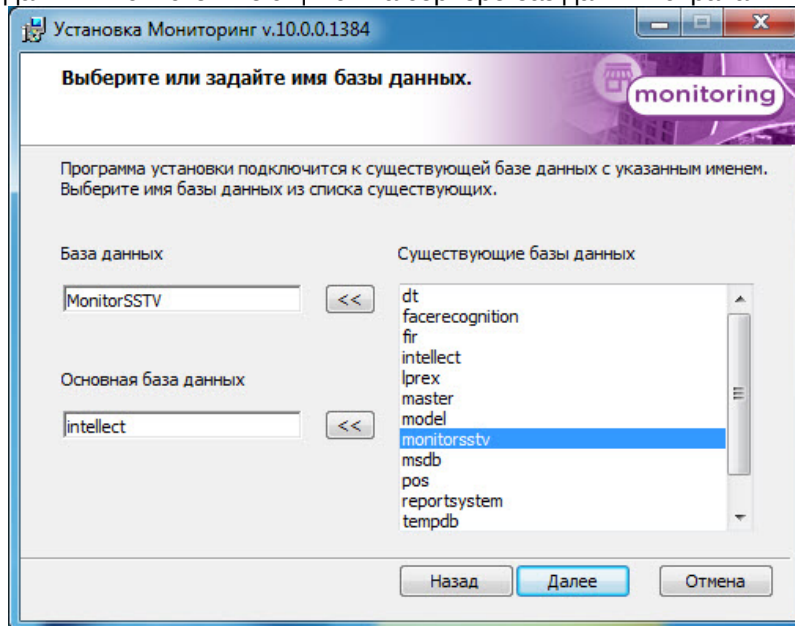 Установка Мониторинг v.10.0.0.1384
Выберите или задайте имя базы данных.
monitoring
Программа установки подключится к существующей базе данных с указанным именем.
Выберите имя базы данных из списка существующих.
База данных
Существующие базы данных
MonitorSSTV
<<
dt
facerecognition
fir
intellect
lprex
master
model
monitorsstv
msdb
pos
reportsystem
tempdb
Основная база данных
intellect
<<
Назад
Далее
Отмена